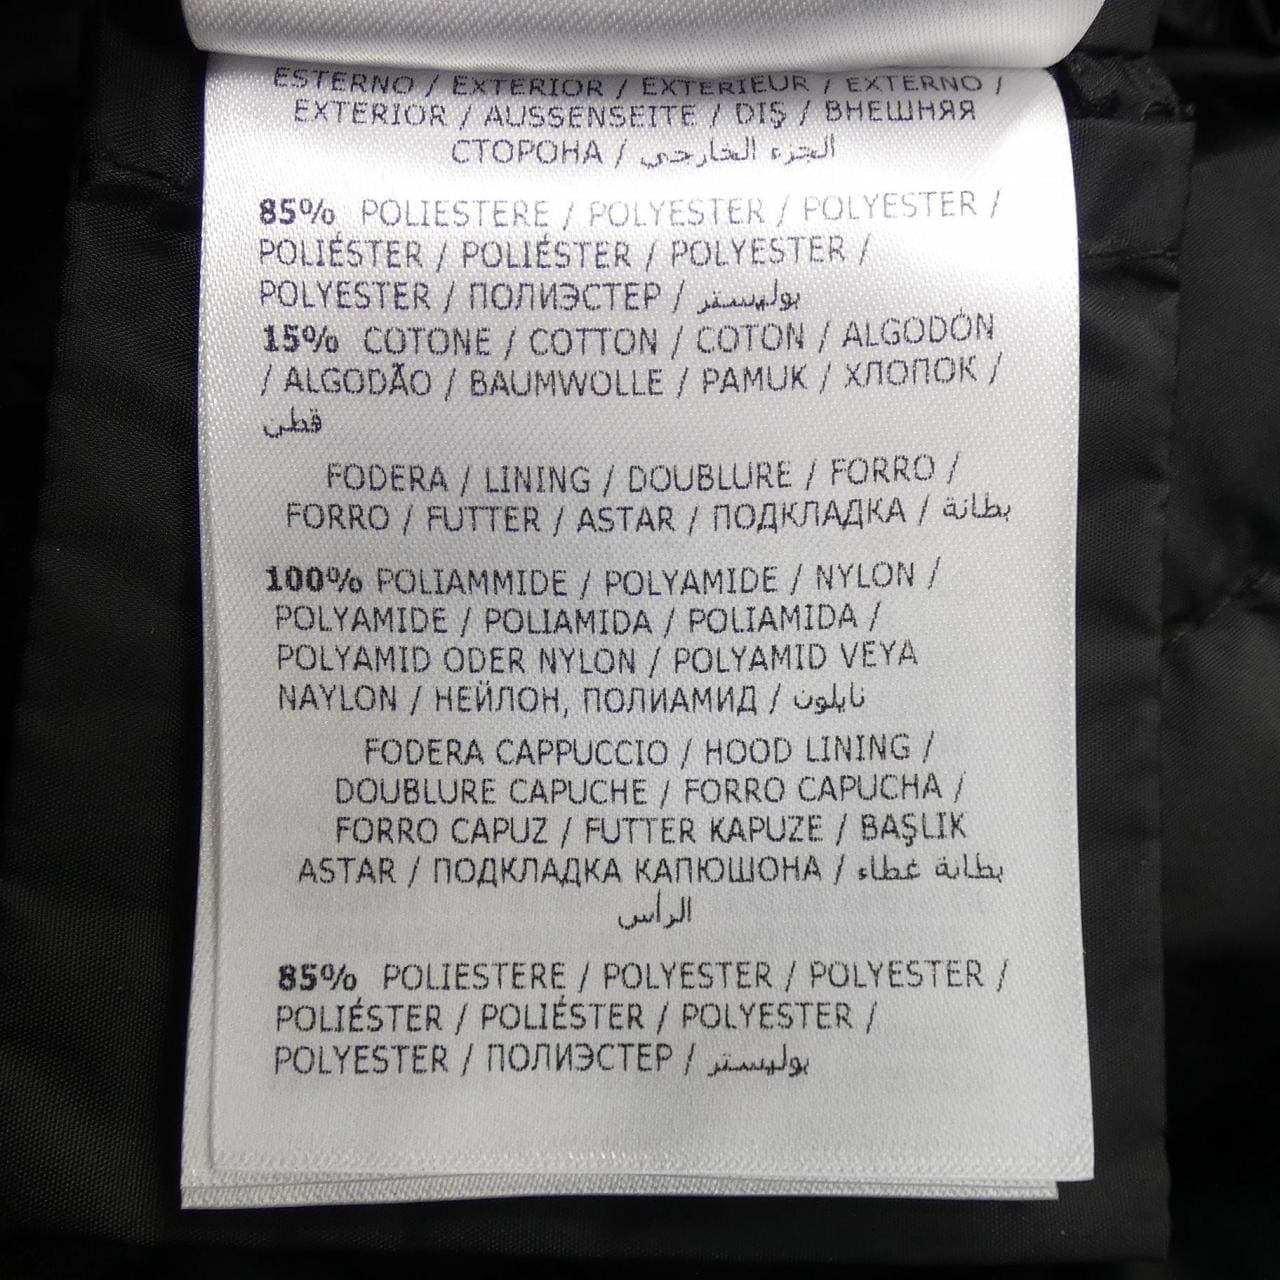 ESTERNO / EXTERIOR / EXTERIEUR / EXTERNO /
EXTERIOR / AUSSENSEITE / DIŞ / ВНЕШНЯЯ
СТОРОНА / الجزء الخارجي
85% POLIESTERE / POLYESTER / POLYESTER /
POLIÉSTER / POLIÉSTER / POLYESTER /
POLYESTER / ПОЛИЭСТЕР / بوليستر
15% COTONE / COTTON / COTON / ALGODÓN
/ ALGODÃO / BAUMWOLLE / PAMUK / ХЛОПОК /
قطن
FODERA / LINING / DOUBLURE / FORRO /
FORRO / FUTTER / ASTAR / ПОДКЛАДКА / بطانة
100% POLIAMMIDE / POLYAMIDE / NYLON /
POLYAMIDE / POLIAMIDA / POLIAMIDA /
POLYAMID ODER NYLON / POLYAMID VEYA
NAYLON / НЕЙЛОН, ПОЛИАМИД / نايلون
FODERA CAPPUCCIO / HOOD LINING /
DOUBLURE CAPUCHE / FORRO CAPUCHA /
FORRO CAPUZ / FUTTER KAPUZE / BAŞLIK
ASTAR / ПОДКЛАДКА КАПЮШОНА / بطانة غطاء
الرأس
85% POLIESTERE / POLYESTER / POLYESTER /
POLIÉSTER / POLIÉSTER / POLYESTER /
POLYESTER / ПОЛИЭСТЕР / بوليستر